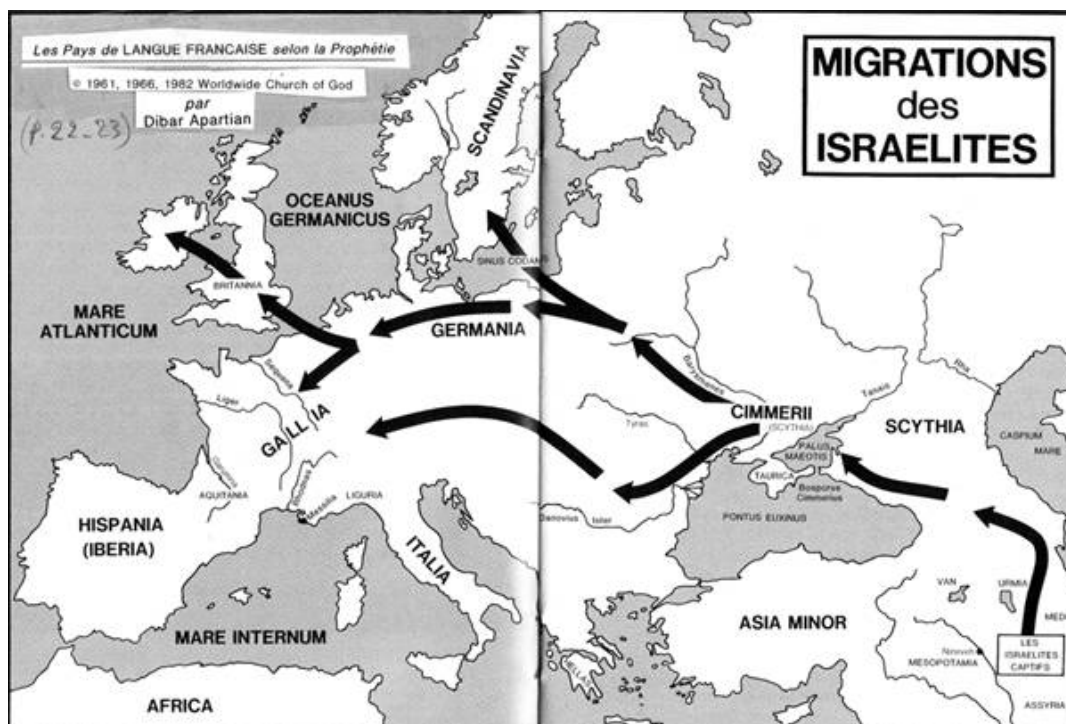 Les Pays de LANGUE FRANCAISE selon la Prophétie
© 1961, 1966, 1982 Worldwide Church of God
par
Dibar Apartian
(p. 22-23)
MIGRATIONS
des
ISRAELITES
SCANDINAVIA
OCEANUS
GERMANICUS
SINUS CODANUS
BRITANNIA
MARE
ATLANTICUM
GERMANIA
Sequana
Liger
GALLIA
Garumna
AQUITANIA
Rhodanus
Massilia
LIGURIA
HISPANIA
(IBERIA)
ITALIA
MARE INTERNUM
AFRICA
Borysthenes
Tyras
CIMMERII
(SCYTHIA)
Tanais
Rha
SCYTHIA
CASPIUM
MARE
PALUS
MAEOTIS
TAURICA
Bosporus
Cimmerius
PONTUS EUXINUS
Danuvius Ister
HELLAS
ASIA MINOR
VAN
URMIA
MEDI
Nineveh
MESOPOTAMIA
LES
ISRAELITES
CAPTIFS
ASSYRIA